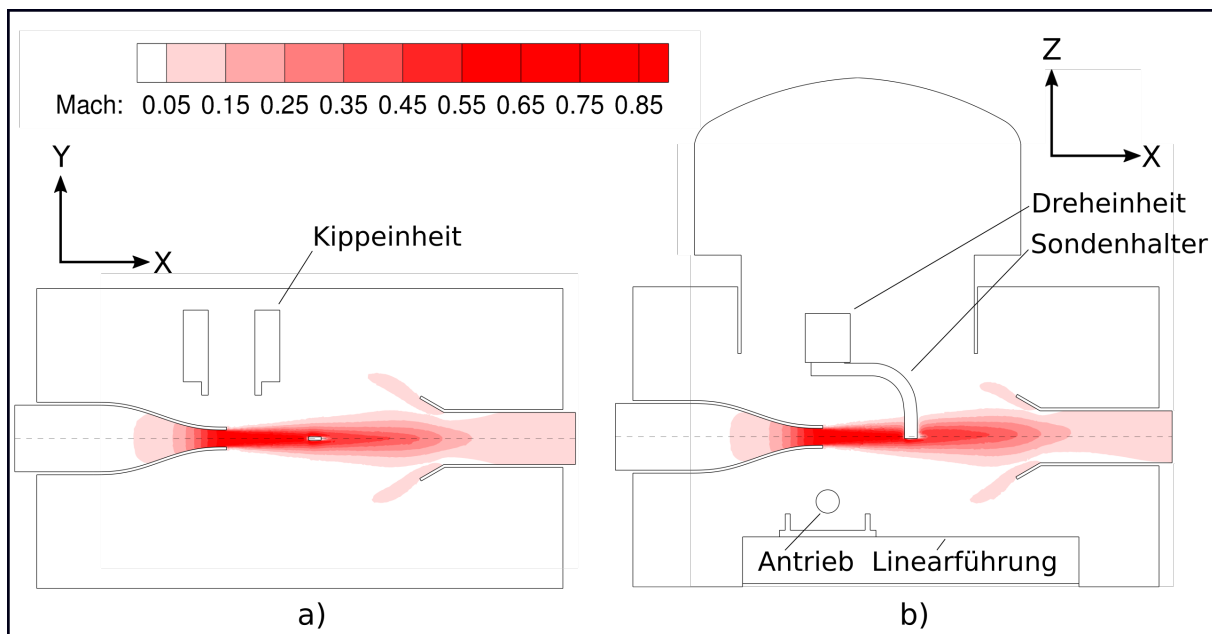 Mach: 0.05 0.15 0.25 0.35 0.45 0.55 0.65 0.75 0.85
Z
X
Y
X
Kippeinheit
Dreheinheit
Sondenhalter
Antrieb Linearführung
a)
b)